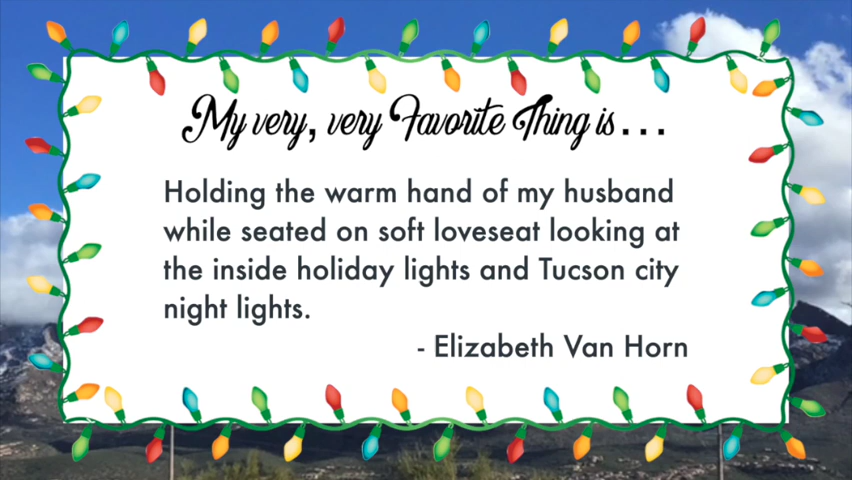 My very, very Favorite Thing is...
Holding the warm hand of my husband
while seated on soft loveseat looking at
the inside holiday lights and Tucson city
night lights.
- Elizabeth Van Horn